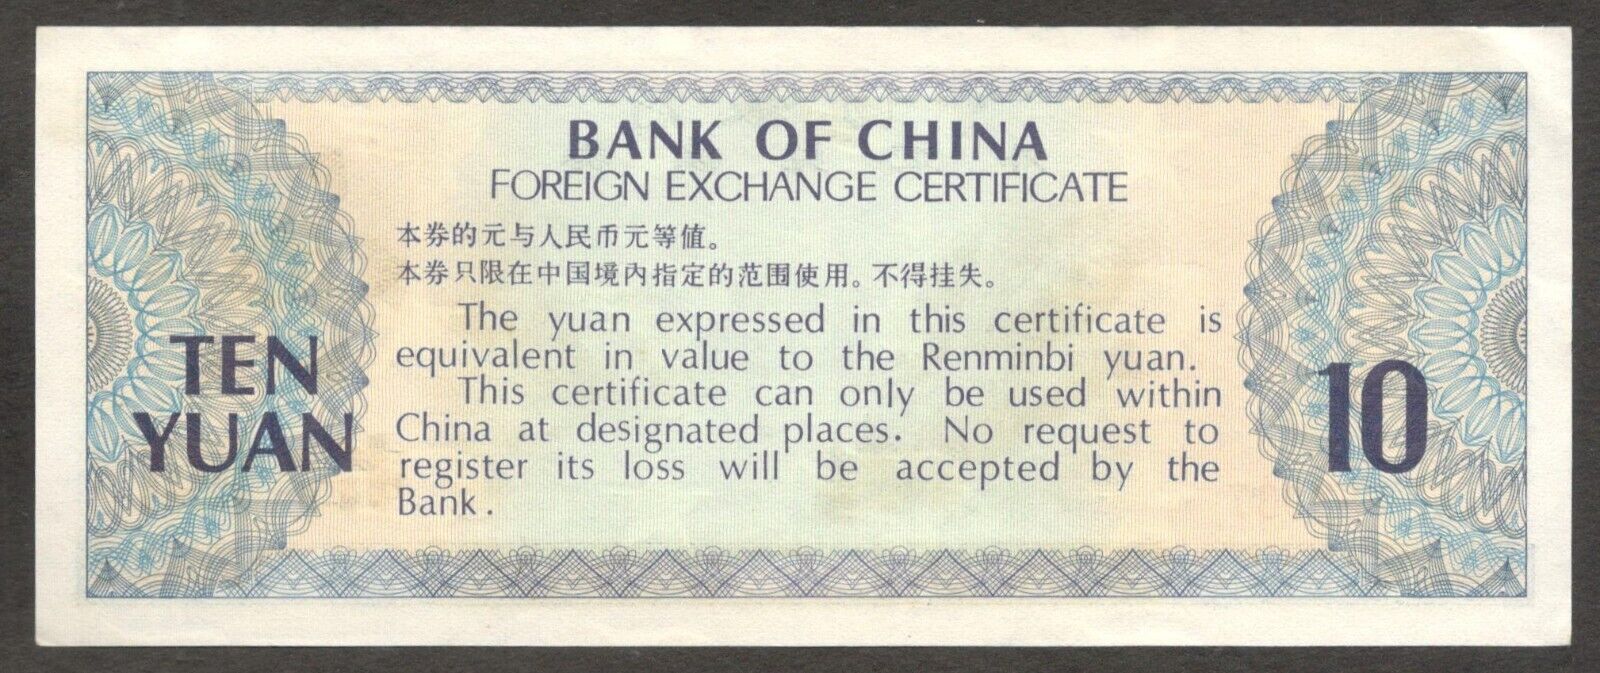 BANK OF CHINA
FOREIGN EXCHANGE CERTIFICATE
本券的元与人民币元等值。
本券只限在中国境内指定的范围使用。不得挂失。
The yuan expressed in this certificate is
equivalent in value to the Renminbi yuan.
This certificate can only be used within
China at designated places. No request to
register its loss will be accepted by the
Bank.
TEN
YUAN
10